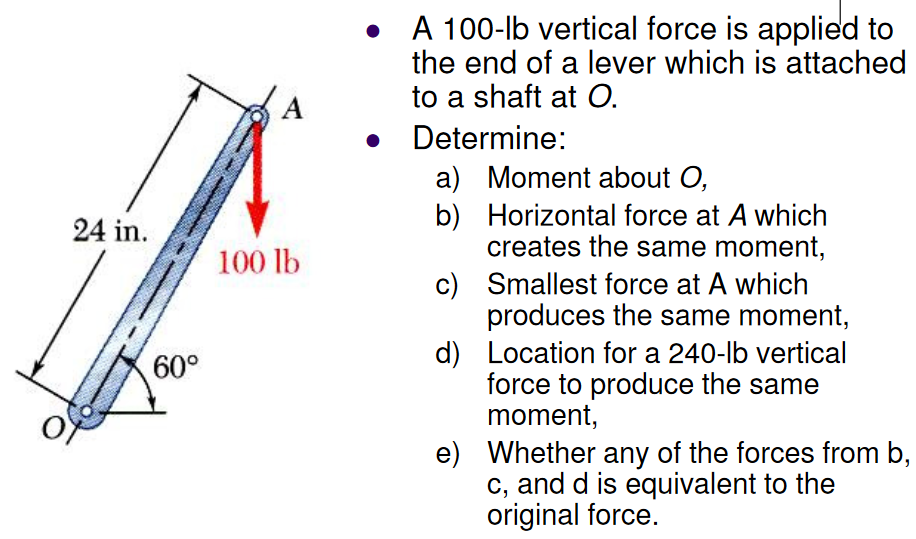 A
24 in.
100 lb
60°
O
• A 100-lb vertical force is applied to
the end of a lever which is attached
to a shaft at O.
• Determine:
a) Moment about O,
b) Horizontal force at A which
creates the same moment,
c) Smallest force at A which
produces the same moment,
d) Location for a 240-lb vertical
force to produce the same
moment,
e) Whether any of the forces from b,
c, and d is equivalent to the
original force.